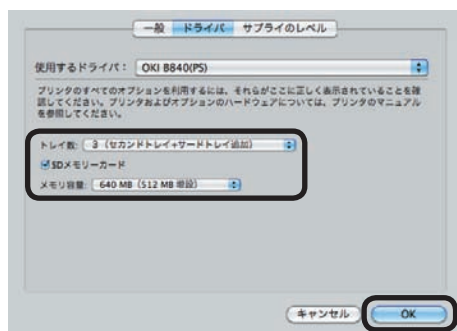 一般 ドライバ サプライのレベル
使用するドライバ： OKI B840(PS)
プリンタのすべてのオプションを利用するには、それらがここに正しく表示されていることを確
認してください。プリンタおよびオプションのハードウェアについては、プリンタのマニュアル
を参照してください。
トレイ数： 3（セカンドトレイ+サードトレイ追加）
SDメモリーカード
メモリ容量： 640 MB（512 MB 増設）
キャンセル OK